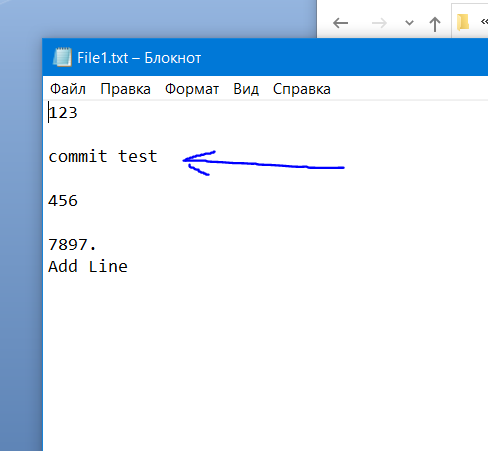 «
File1.txt – Блокнот
Файл Правка Формат Вид Справка
123
commit test
456
7897.
Add Line